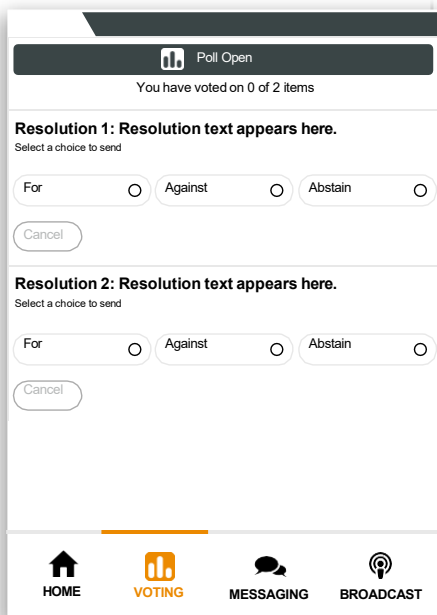 Poll Open
You have voted on 0 of 2 items
Resolution 1: Resolution text appears here.
Select a choice to send
For Against Abstain
Cancel
Resolution 2: Resolution text appears here.
Select a choice to send
For Against Abstain
Cancel
HOME VOTING MESSAGING BROADCAST